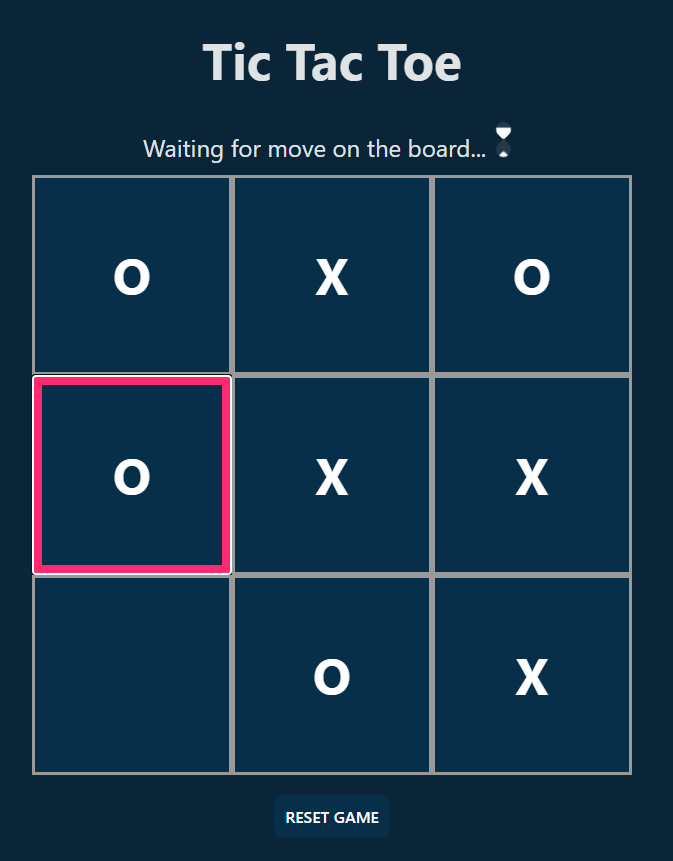 Tic Tac Toe
Waiting for move on the board...
O X O
O X X
O X
RESET GAME